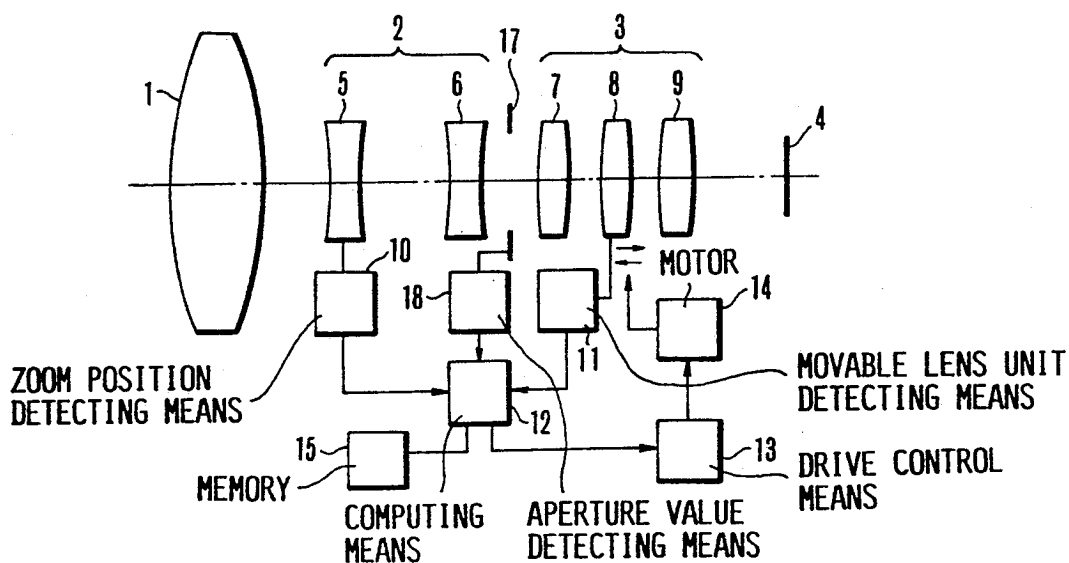 2
17
3
1
5
6
7
8
9
4
10
18
11
MOTOR
14
ZOOM POSITION
DETECTING MEANS
MOVABLE LENS UNIT
DETECTING MEANS
12
15
13
MEMORY
COMPUTING
MEANS
APERTURE VALUE
DETECTING MEANS
DRIVE CONTROL
MEANS